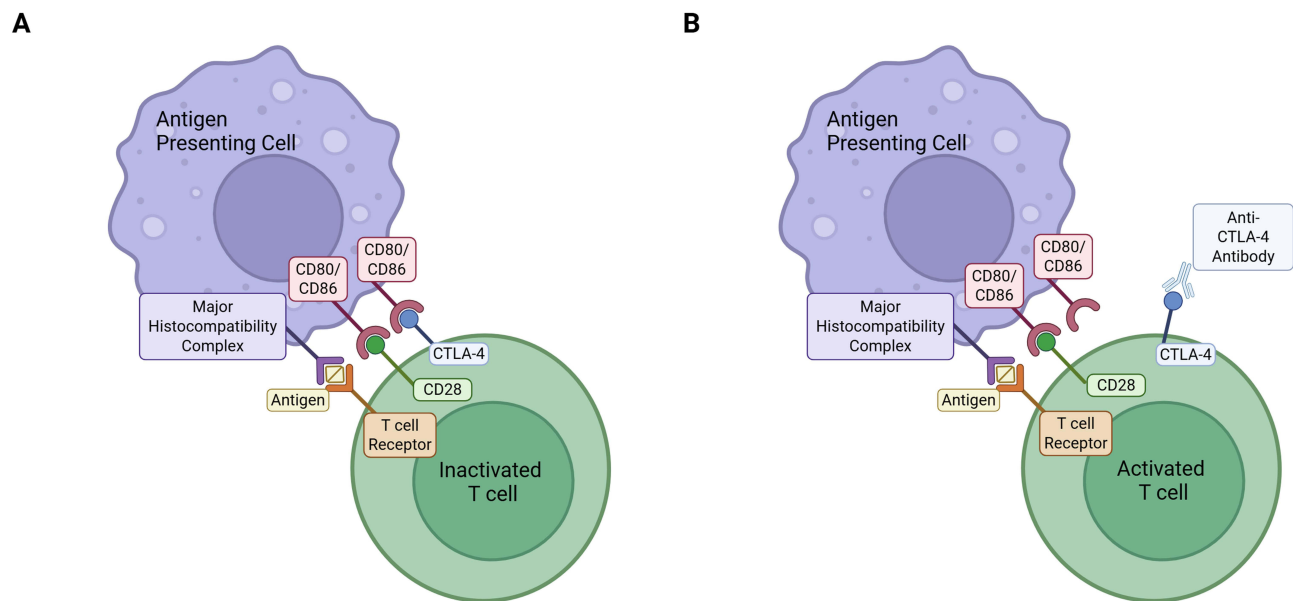 A
Antigen
Presenting Cell
CD80/
CD86
CD80/
CD86
Major
Histocompatibility
Complex
CTLA-4
CD28
Antigen
T cell
Receptor
Inactivated
T cell
B
Antigen
Presenting Cell
Anti-
CTLA-4
Antibody
CD80/
CD86
CD80/
CD86
Major
Histocompatibility
Complex
CTLA-4
CD28
Antigen
T cell
Receptor
Activated
T cell